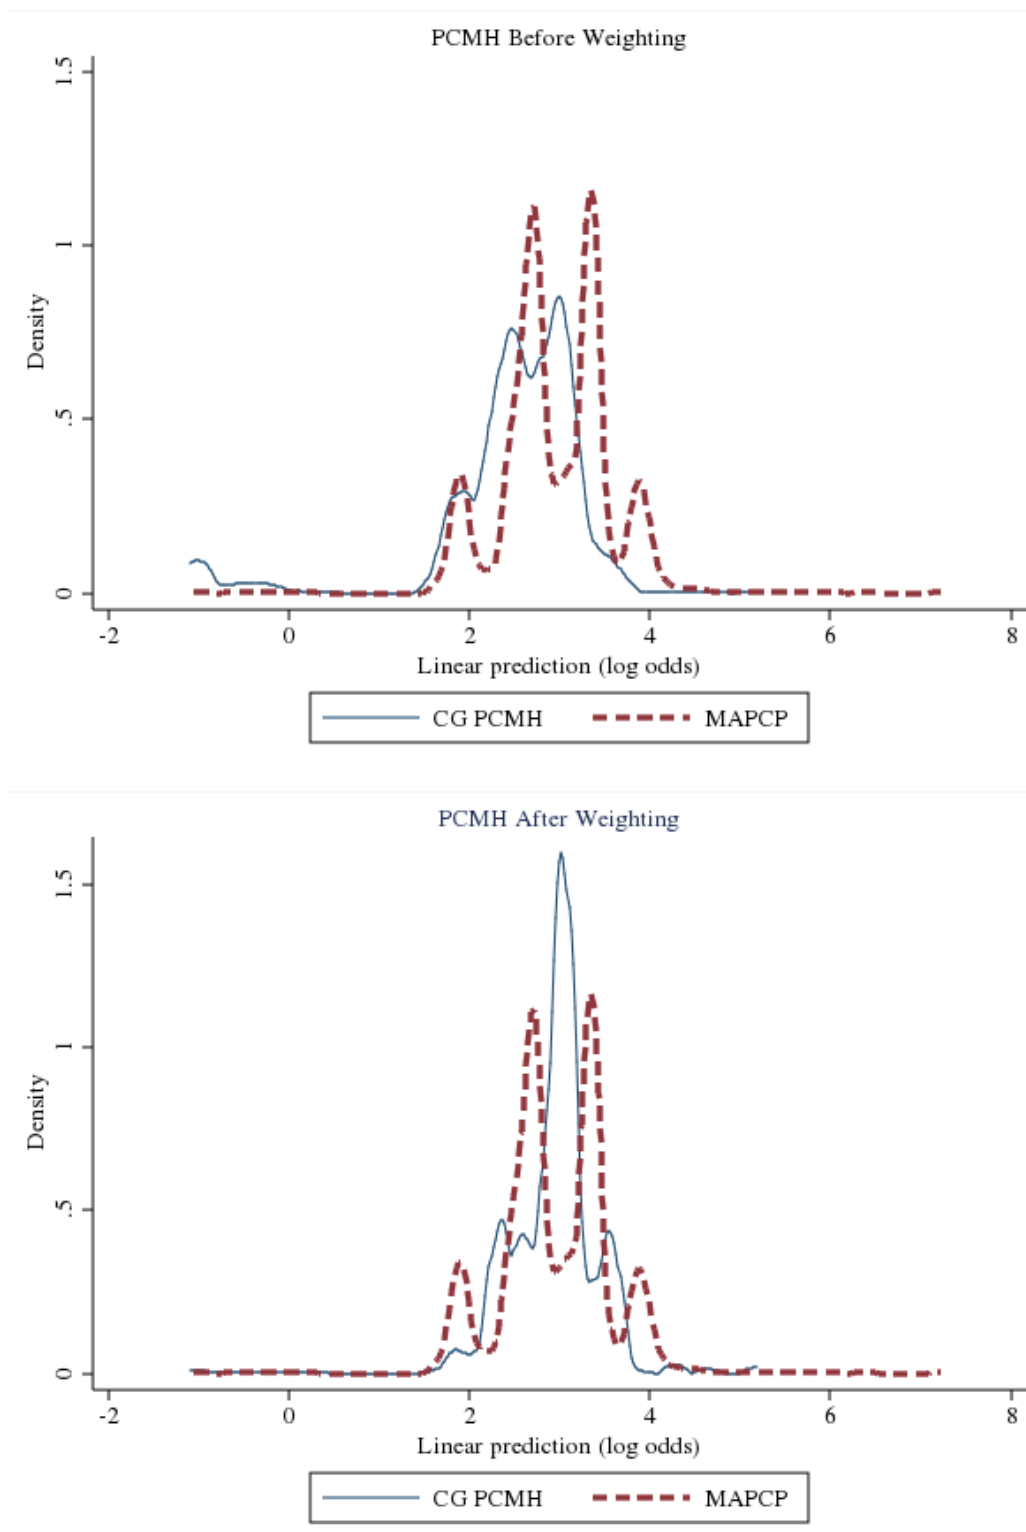 PCMH Before Weighting
1.5
1
.5
0
Density
-2 0 2 4 6 8
Linear prediction (log odds)
CG PCMH MAPCP
PCMH After Weighting
1.5
1
.5
0
Density
-2 0 2 4 6 8
Linear prediction (log odds)
CG PCMH MAPCP